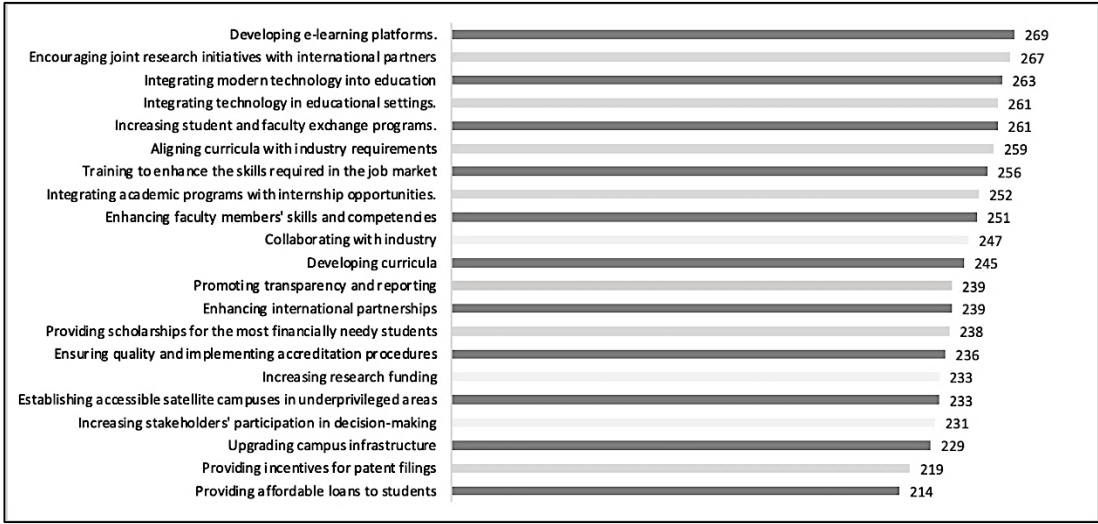 Developing e-learning platforms. 269
Encouraging joint research initiatives with international partners 267
Integrating modern technology into education 263
Integrating technology in educational settings. 261
Increasing student and faculty exchange programs. 261
Aligning curricula with industry requirements 259
Training to enhance the skills required in the job market 256
Integrating academic programs with internship opportunities. 252
Enhancing faculty members' skills and competencies 251
Collaborating with industry 247
Developing curricula 245
Promoting transparency and reporting 239
Enhancing international partnerships 239
Providing scholarships for the most financially needy students 238
Ensuring quality and implementing accreditation procedures 236
Increasing research funding 233
Establishing accessible satellite campuses in underprivileged areas 233
Increasing stakeholders' participation in decision-making 231
Upgrading campus infrastructure 229
Providing incentives for patent filings 219
Providing affordable loans to students 214